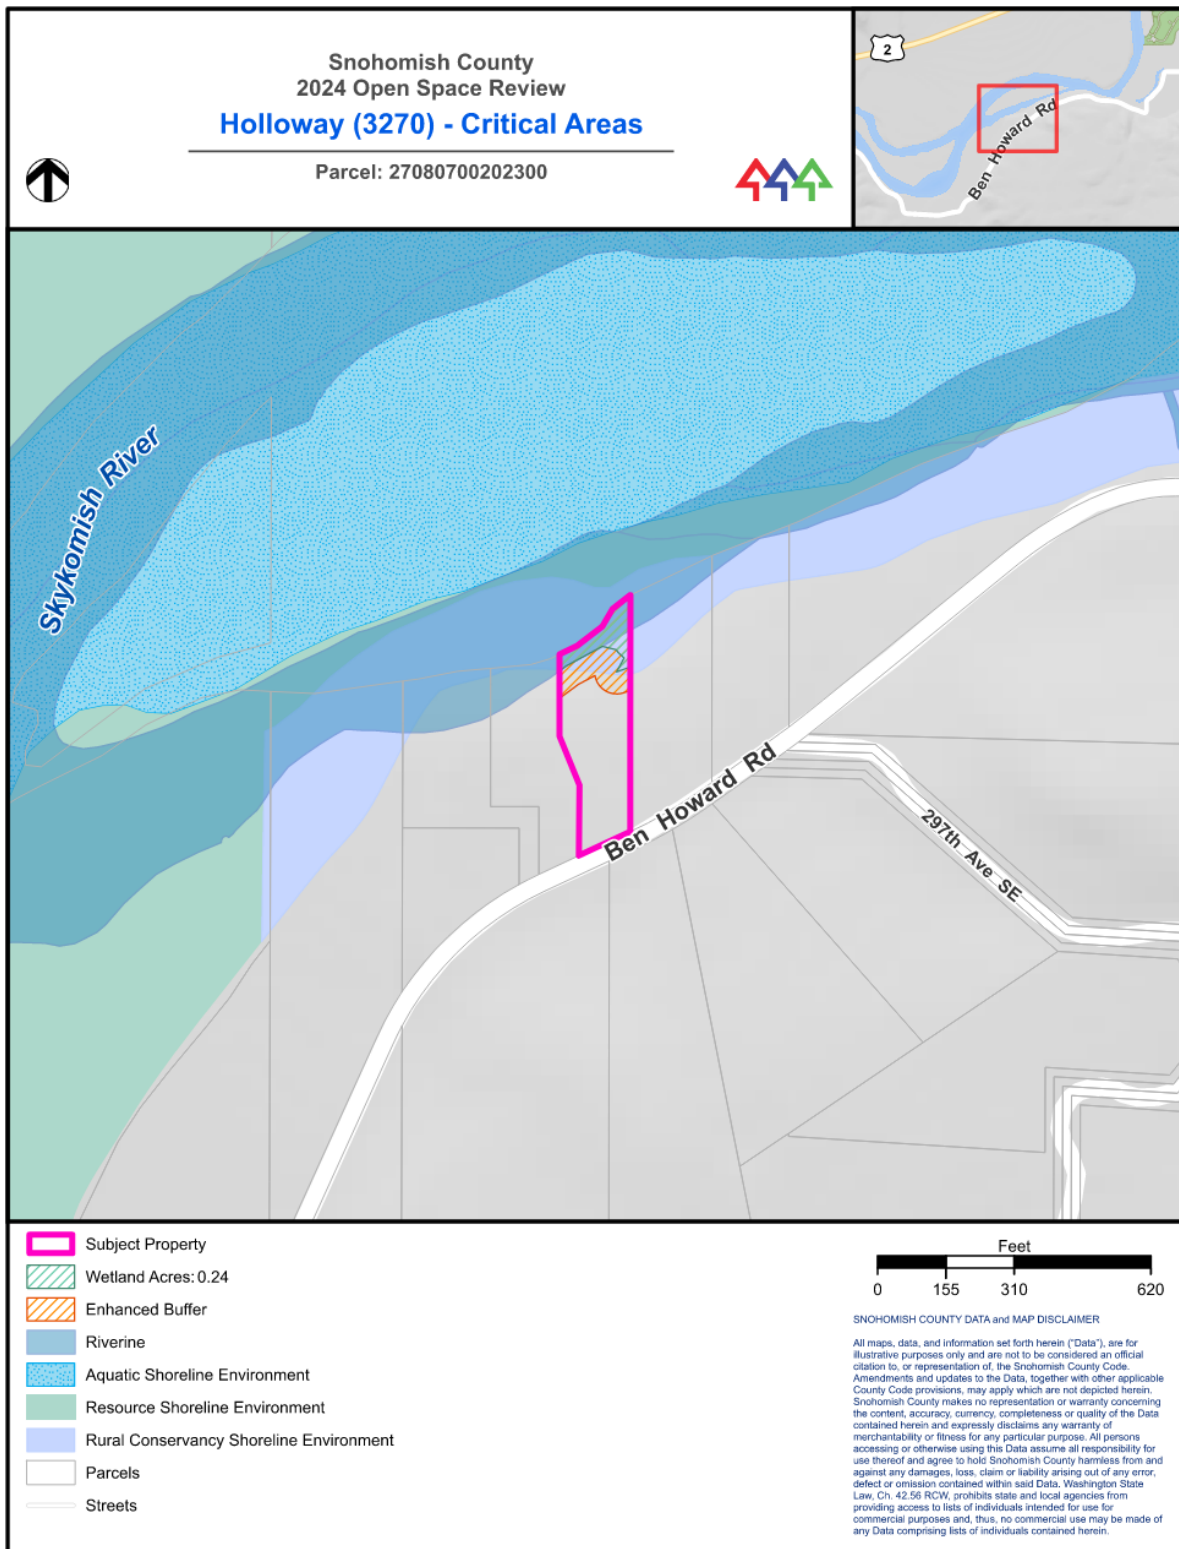 Snohomish County
2024 Open Space Review
Holloway (3270) - Critical Areas
Parcel: 27080700202300
2
Ben Howard Rd
Skykomish River
Ben Howard Rd
297th Ave SE
Subject Property
Wetland Acres: 0.24
Enhanced Buffer
Riverine
Aquatic Shoreline Environment
Resource Shoreline Environment
Rural Conservancy Shoreline Environment
Parcels
Streets
Feet
0 155 310 620
SNOHOMISH COUNTY DATA and MAP DISCLAIMER
All maps, data, and information set forth herein ("Data"), are for
illustrative purposes only and are not to be considered an official
citation to, or representation of, the Snohomish County Code.
Amendments and updates to the Data, together with other applicable
County Code provisions, may apply which are not depicted herein.
Snohomish County makes no representation or warranty concerning
the content, accuracy, currency, completeness or quality of the Data
contained herein and expressly disclaims any warranty of
merchantability or fitness for any particular purpose. All persons
accessing or otherwise using this Data assume all responsibility for
use thereof and agree to hold Snohomish County harmless from and
against any damages, loss, claim or liability arising out of any error,
defect or omission contained within said Data. Washington State
Law, Ch. 42.56 RCW, prohibits state and local agencies from
providing access to lists of individuals intended for use for
commercial purposes and, thus, no commercial use may be made of
any Data comprising lists of individuals contained herein.